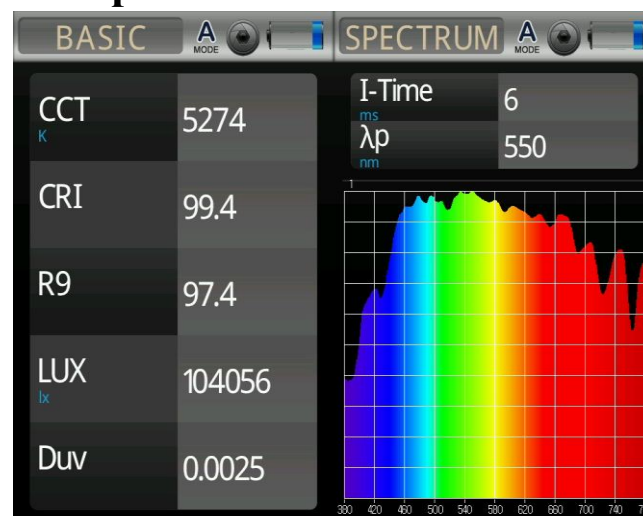 BASIC
A
MODE
CCT
K
5274
CRI
99.4
R9
97.4
LUX
lx
104056
Duv
0.0025
SPECTRUM
A
MODE
I-Time
ms
6
λp
nm
550
1
380 420 460 500 540 580 620 660 700 740